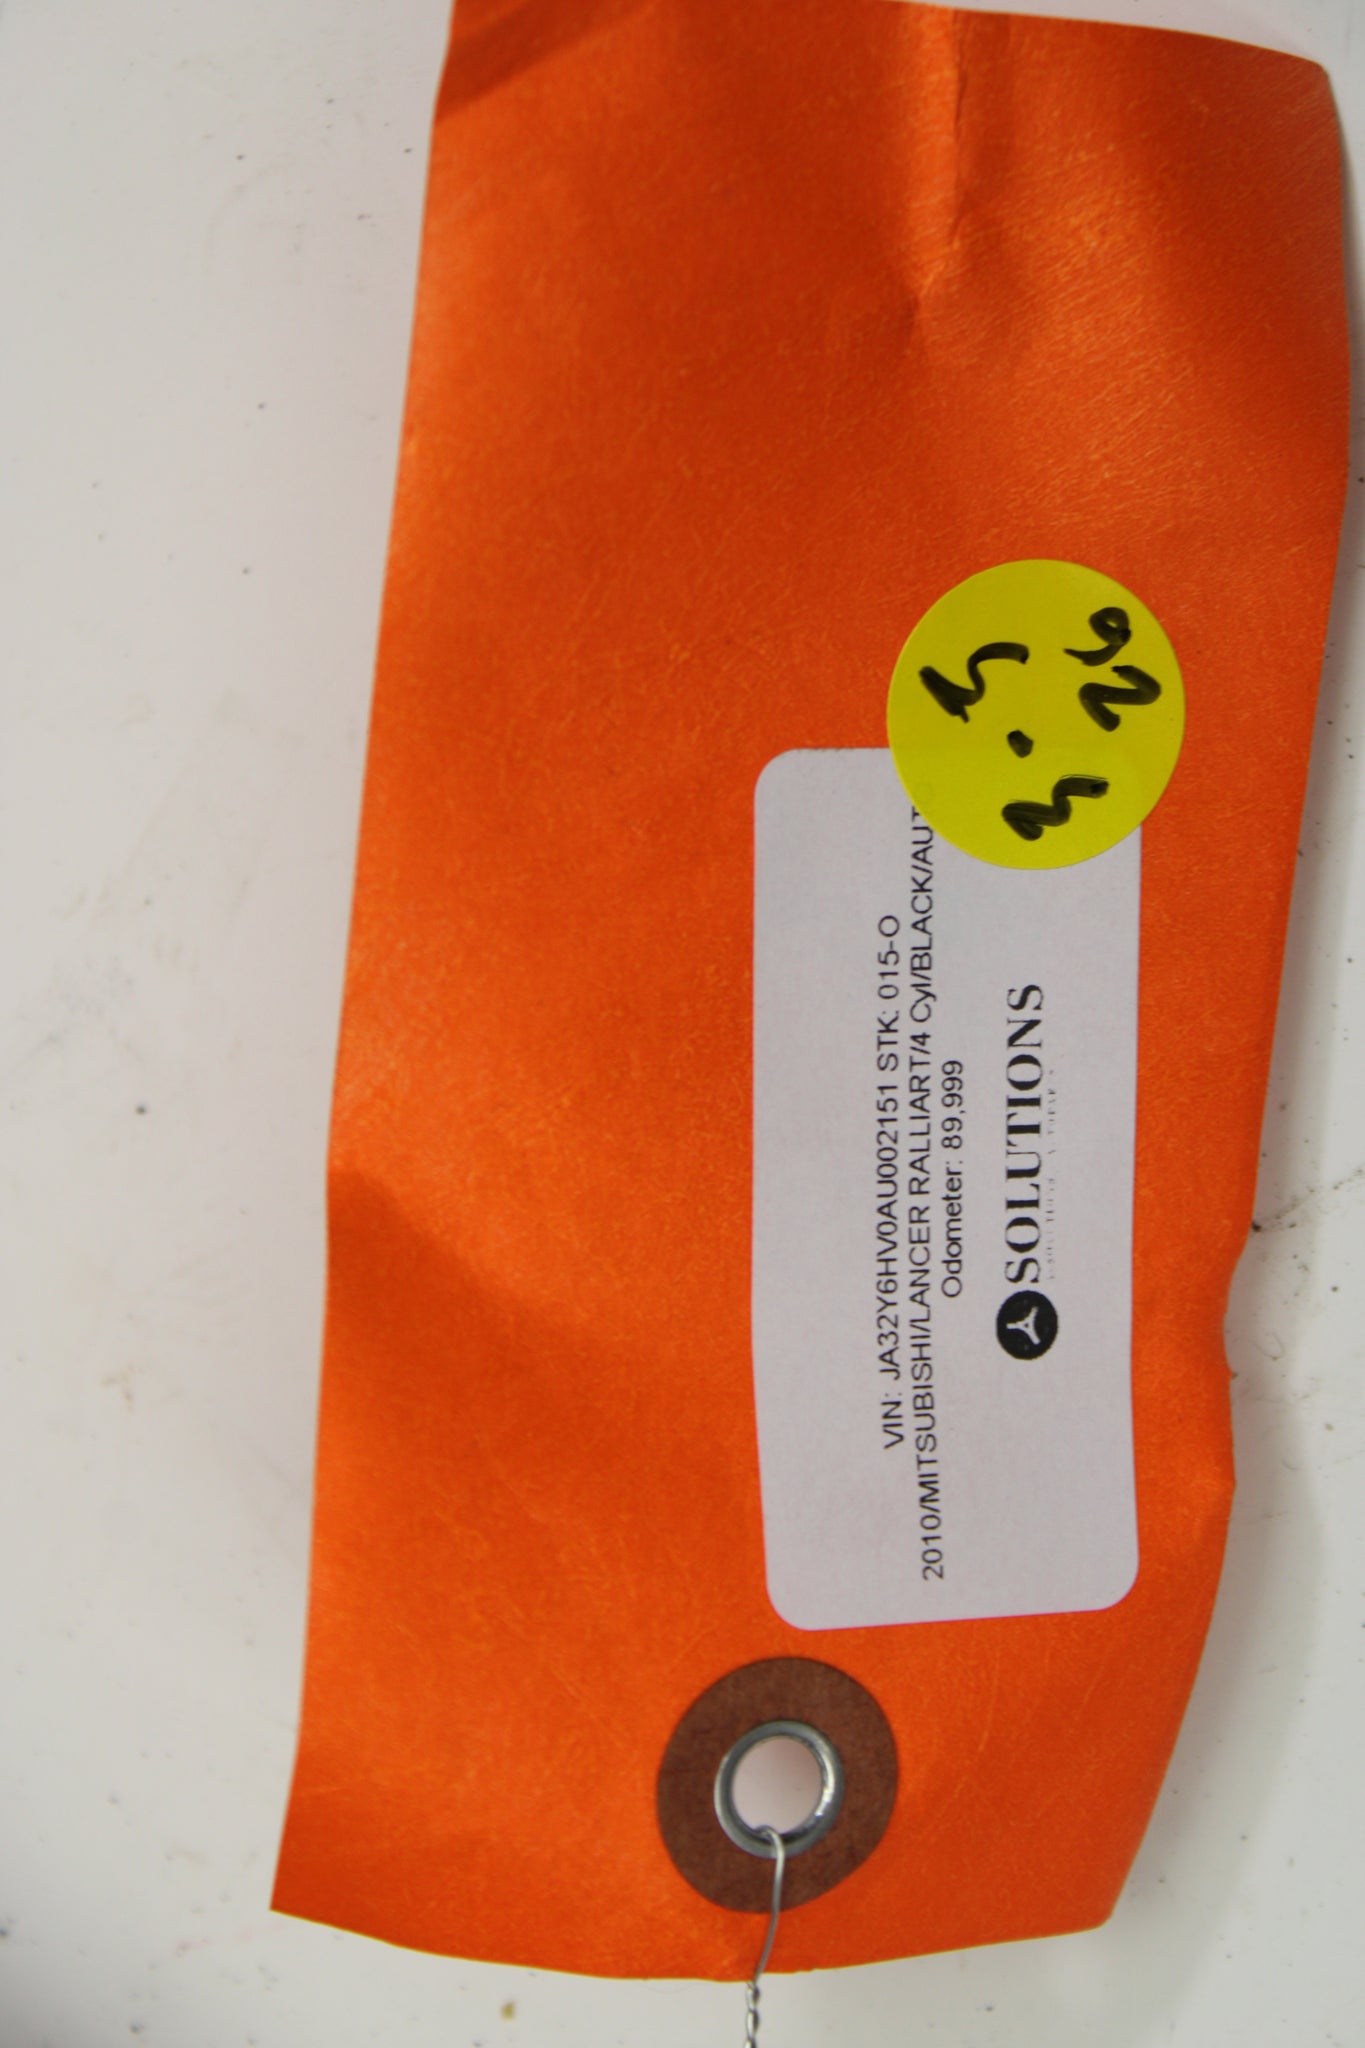 VIN: JA32Y6HV0AU002151 STK: 015-O
2010/MITSUBISHI/LANCER RALLIART/4 Cyl/BLACK/AUT
Odometer: 89,999
SOLUTIONS